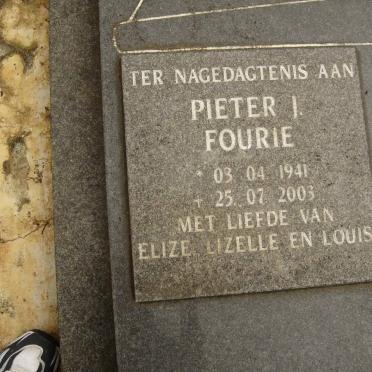 TER NAGEDAGTENIS AAN
PIETER J.
FOURIE
* 03 04 1941
+ 25 07 2003
MET LIEFDE VAN
ELIZE, LIZELLE EN LOUIS